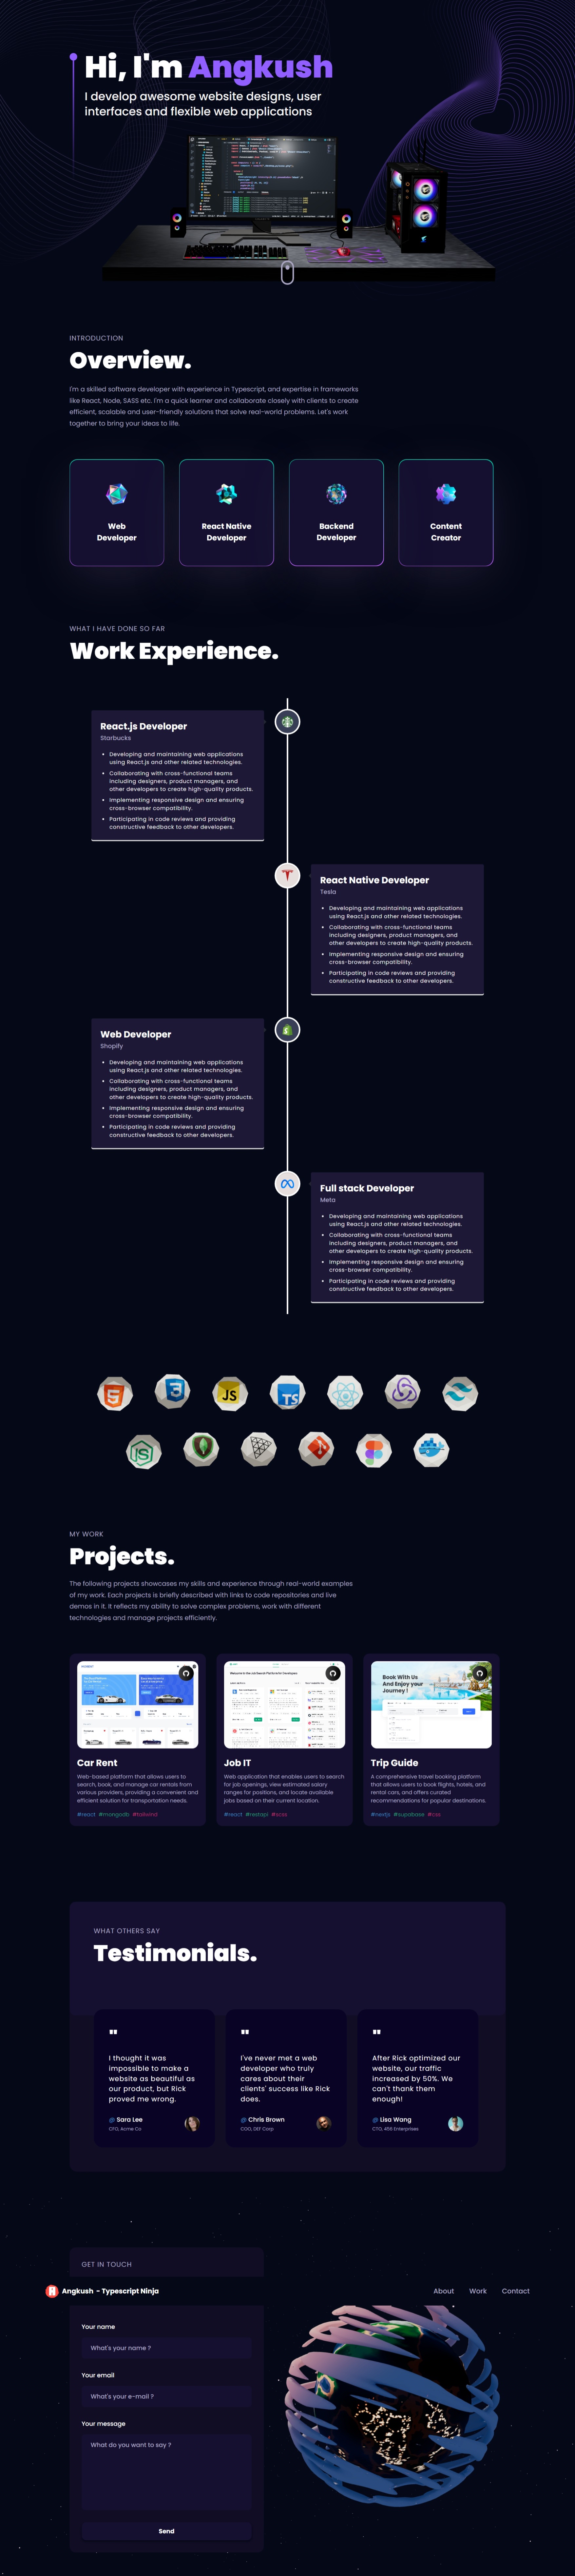 Hi, I'm Angkush
I develop awesome website designs, user
interfaces and flexible web applications
INTRODUCTION
Overview.
I'm a skilled software developer with experience in Typescript, and expertise in frameworks
like React, Node, SASS etc. I'm a quick learner and collaborate closely with clients to create
efficient, scalable and user-friendly solutions that solve real-world problems. Let's work
together to bring your ideas to life.
Web
Developer
React Native
Developer
Backend
Developer
Content
Creator
WHAT I HAVE DONE SO FAR
Work Experience.
React.js Developer
Starbucks
• Developing and maintaining web applications
using React.js and other related technologies.
• Collaborating with cross-functional teams
including designers, product managers, and
other developers to create high-quality products.
• Implementing responsive design and ensuring
cross-browser compatibility.
• Participating in code reviews and providing
constructive feedback to other developers.
React Native Developer
Tesla
• Developing and maintaining web applications
using React.js and other related technologies.
• Collaborating with cross-functional teams
including designers, product managers, and
other developers to create high-quality products.
• Implementing responsive design and ensuring
cross-browser compatibility.
• Participating in code reviews and providing
constructive feedback to other developers.
Web Developer
Shopify
• Developing and maintaining web applications
using React.js and other related technologies.
• Collaborating with cross-functional teams
including designers, product managers, and
other developers to create high-quality products.
• Implementing responsive design and ensuring
cross-browser compatibility.
• Participating in code reviews and providing
constructive feedback to other developers.
Full stack Developer
Meta
• Developing and maintaining web applications
using React.js and other related technologies.
• Collaborating with cross-functional teams
including designers, product managers, and
other developers to create high-quality products.
• Implementing responsive design and ensuring
cross-browser compatibility.
• Participating in code reviews and providing
constructive feedback to other developers.
JS
TS
MY WORK
Projects.
The following projects showcases my skills and experience through real-world examples
of my work. Each projects is briefly described with links to code repositories and live
demos in it. It reflects my ability to solve complex problems, work with different
technologies and manage projects efficiently.
Book With Us
And Enjoy your
Journey !
Car Rent
Web-based platform that allows users to
search, book, and manage car rentals from
various providers, providing a convenient and
efficient solution for transportation needs.
#react #mongodb #tailwind
Job IT
Web application that enables users to search
for job openings, view estimated salary
ranges for positions, and locate available
jobs based on their current location.
#react #restapi #scss
Trip Guide
A comprehensive travel booking platform
that allows users to book flights, hotels, and
rental cars, and offers curated
recommendations for popular destinations.
#nextjs #supabase #css
WHAT OTHERS SAY
Testimonials.
"
I thought it was
impossible to make a
website as beautiful as
our product, but Rick
proved me wrong.
@ Sara Lee
CFO, Acme Co
"
I've never met a web
developer who truly
cares about their
clients' success like Rick
does.
@ Chris Brown
COO, DEF Corp
"
After Rick optimized our
website, our traffic
increased by 50%. We
can't thank them
enough!
@ Lisa Wang
CTO, 456 Enterprises
GET IN TOUCH
Angkush - Typescript Ninja
About
Work
Contact
Your name
What's your name ?
Your email
What's your e-mail ?
Your message
What do you want to say ?
Send